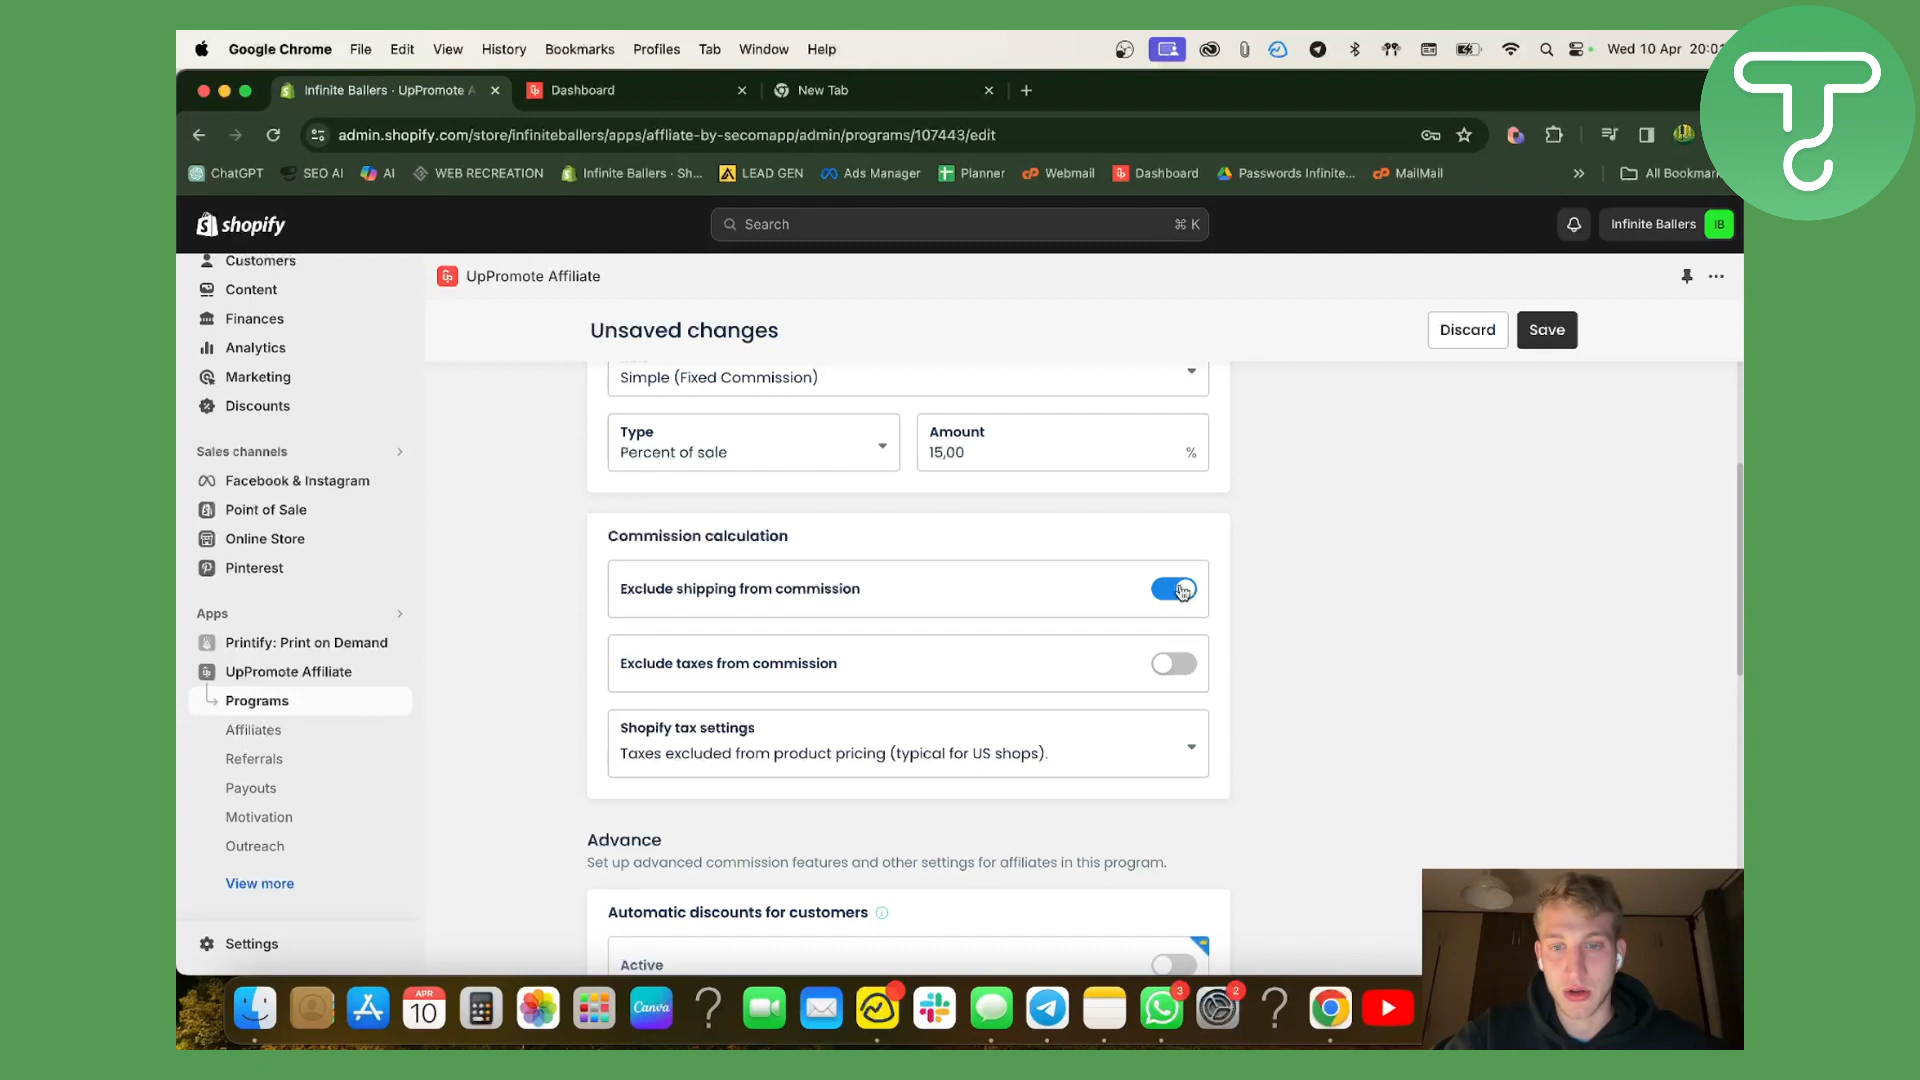 Google Chrome File Edit View History Bookmarks Profiles Tab Window Help Wed 10 Apr
Infinite Ballers · UpPromote Dashboard New Tab
admin.shopify.com/store/infiniteballers/apps/affliate-by-secomapp/admin/programs/107443/edit
ChatGPT SEO AI AI WEB RECREATION Infinite Ballers · Sh... LEAD GEN Ads Manager Planner Webmail Dashboard Passwords Infinite... MailMail » All Bookmar
shopify Search ⌘ K Infinite Ballers IB
Customers
Content
Finances
Analytics
Marketing
Discounts
Sales channels
Facebook & Instagram
Point of Sale
Online Store
Pinterest
Apps
Printify: Print on Demand
UpPromote Affiliate
Programs
Affiliates
Referrals
Payouts
Motivation
Outreach
View more
Settings
UpPromote Affiliate
Unsaved changes
Discard Save
Simple (Fixed Commission)
Type
Percent of sale
Amount
15,00 %
Commission calculation
Exclude shipping from commission
Exclude taxes from commission
Shopify tax settings
Taxes excluded from product pricing (typical for US shops).
Advance
Set up advanced commission features and other settings for affiliates in this program.
Automatic discounts for customers
Active
APR
10
Canva
3
2